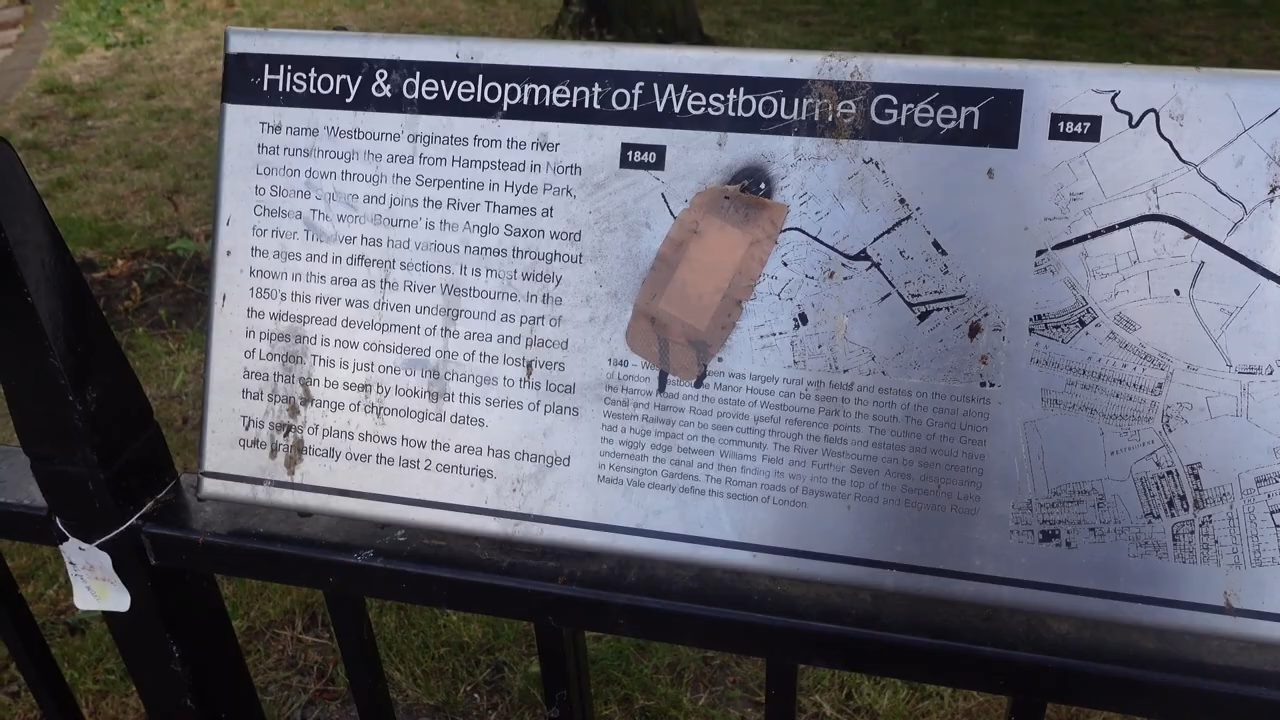 History & development of Westbourne Green
The name 'Westbourne' originates from the river
that runs through the area from Hampstead in North
London down through the Serpentine in Hyde Park,
to Sloane Square and joins the River Thames at
Chelsea. The word 'Bourne' is the Anglo Saxon word
for river. The river has had various names throughout
the ages and in different sections. It is most widely
known in this area as the River Westbourne. In the
1850's this river was driven underground as part of
the widespread development of the area and placed
in pipes and is now considered one of the lost rivers
of London. This is just one of the changes to this local
area that can be seen by looking at this series of plans
that span a range of chronological dates.
This series of plans shows how the area has changed
quite dramatically over the last 2 centuries.
1840
1840 – Westbourne Green was largely rural with fields and estates on the outskirts
of London. Westbourne Manor House can be seen to the north of the canal along
the Harrow Road and the estate of Westbourne Park to the south. The Grand Union
Canal and Harrow Road provide useful reference points. The outline of the Great
Western Railway can be seen cutting through the fields and estates and would have
had a huge impact on the community. The River Westbourne can be seen creating
the wiggly edge between Williams Field and Further Seven Acres, disappearing
underneath the canal and then finding its way into the top of the Serpentine Lake
in Kensington Gardens. The Roman roads of Bayswater Road and Edgware Road/
Maida Vale clearly define this section of London.
1847
WESTBOURNE